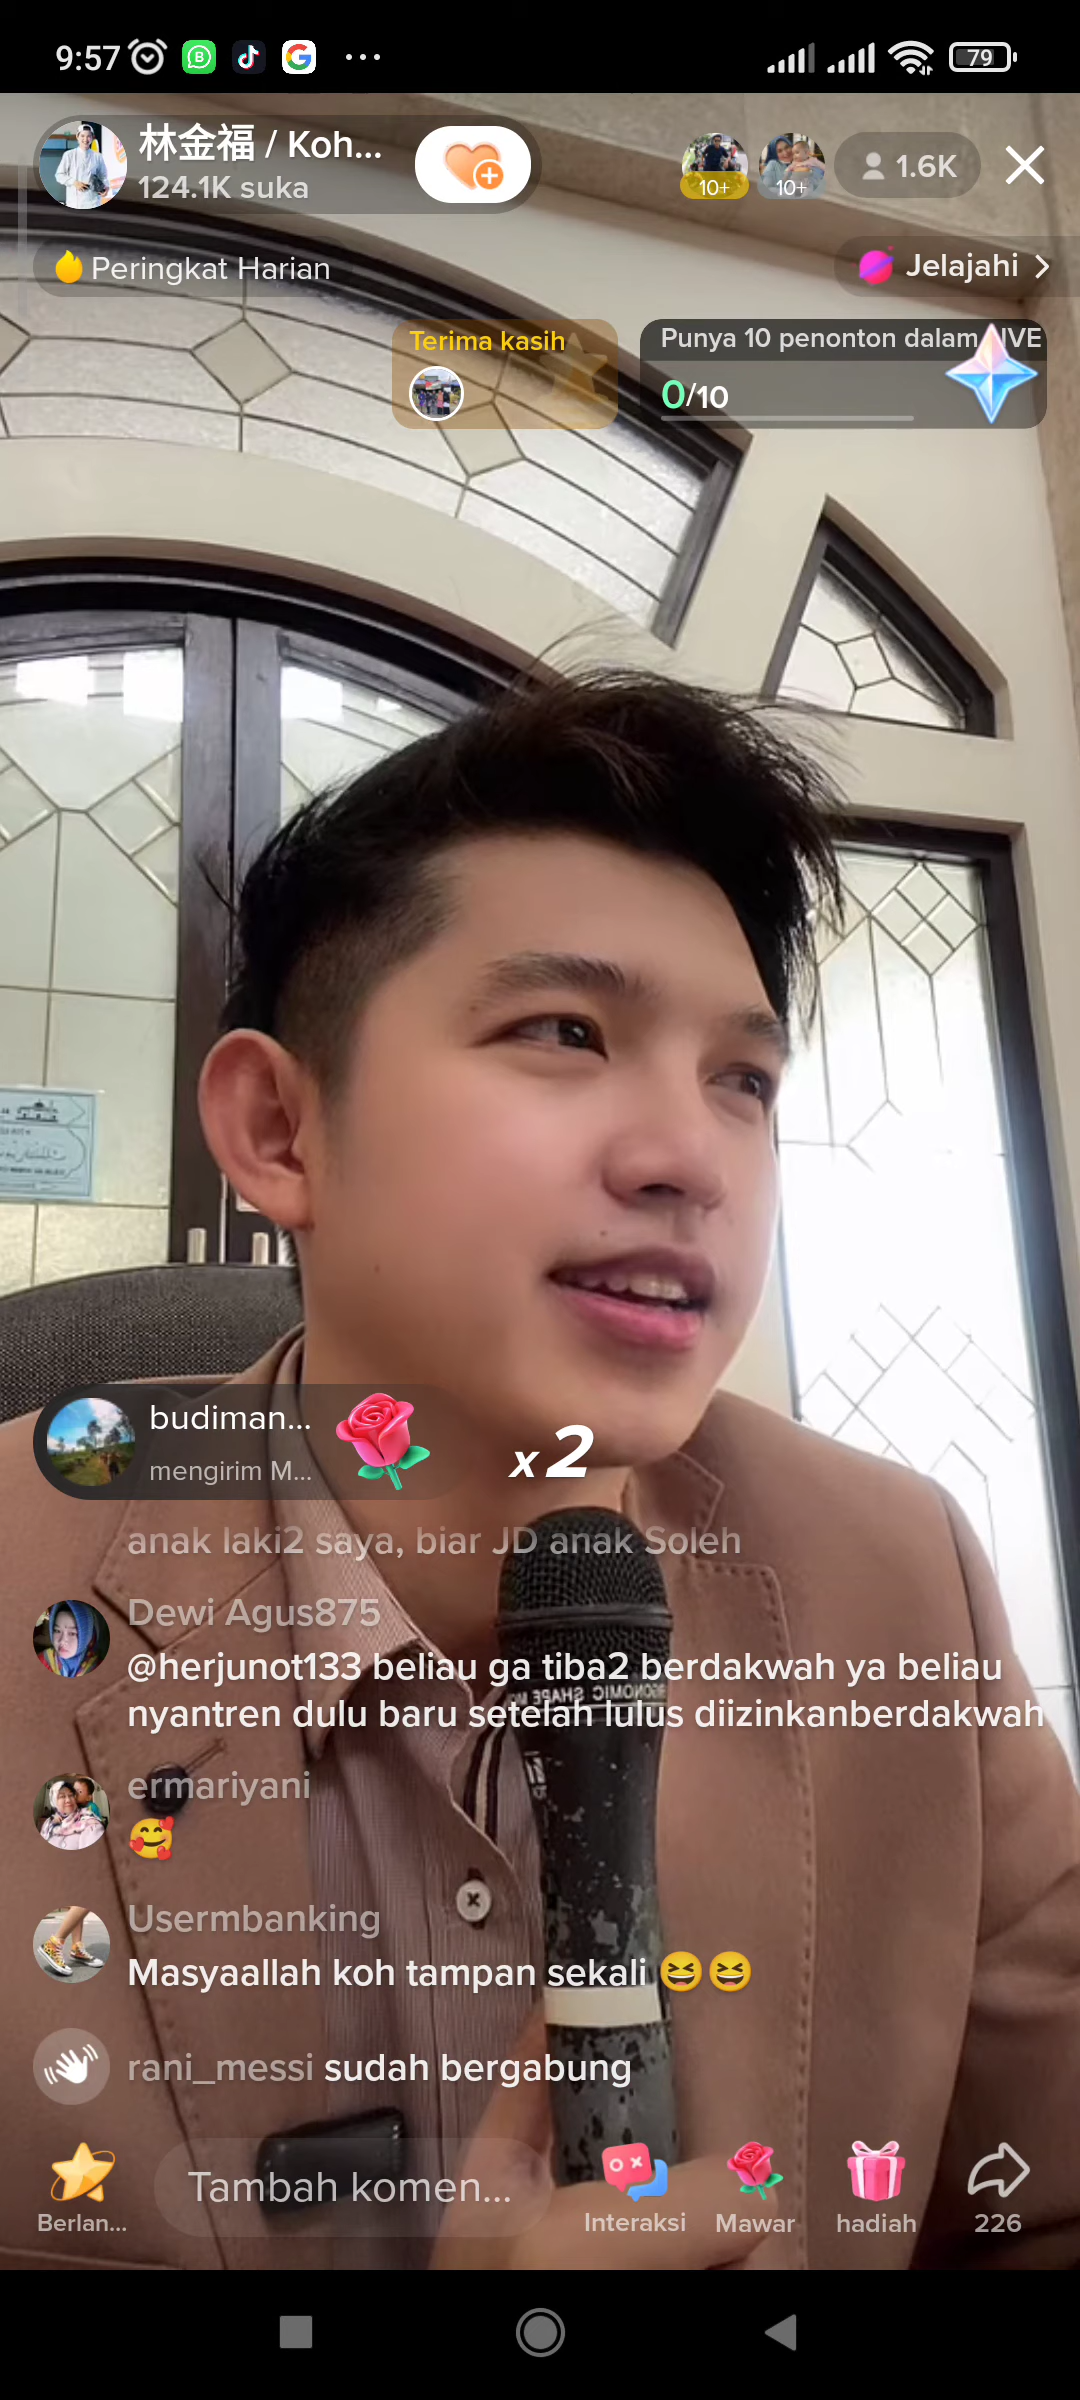 9:57
79
林金福 / Koh...
124.1K suka
10+
10+
1.6K
Peringkat Harian
Jelajahi
Terima kasih
Punya 10 penonton dalam LIVE
0/10
budiman...
mengirim M...
x2
anak laki2 saya, biar JD anak Soleh
Dewi Agus875
@herjunot133 beliau ga tiba2 berdakwah ya beliau
nyantren dulu baru setelah lulus diizinkanberdakwah
ermariyani
🥰
Usermbanking
Masyaallah koh tampan sekali 😆😆
rani_messi sudah bergabung
Berlan...
Tambah komen...
Interaksi
Mawar
hadiah
226